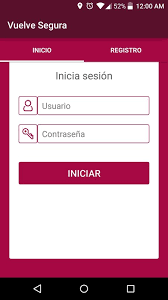 52% 12:00 AM
Vuelve Segura
INICIO REGISTRO
Inicia sesión
Usuario
Contraseña
INICIAR